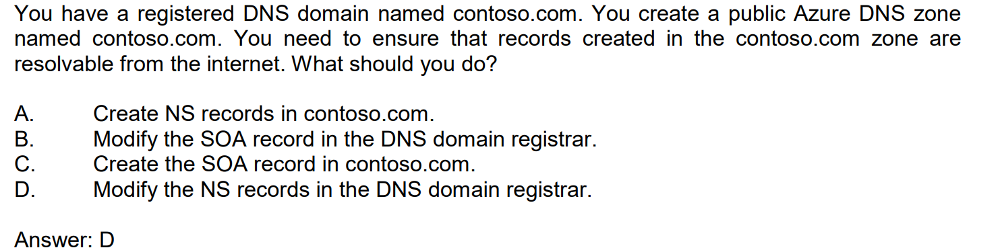 You have a registered DNS domain named contoso.com. You create a public Azure DNS zone
named contoso.com. You need to ensure that records created in the contoso.com zone are
resolvable from the internet. What should you do?
A. Create NS records in contoso.com.
B. Modify the SOA record in the DNS domain registrar.
C. Create the SOA record in contoso.com.
D. Modify the NS records in the DNS domain registrar.
Answer: D